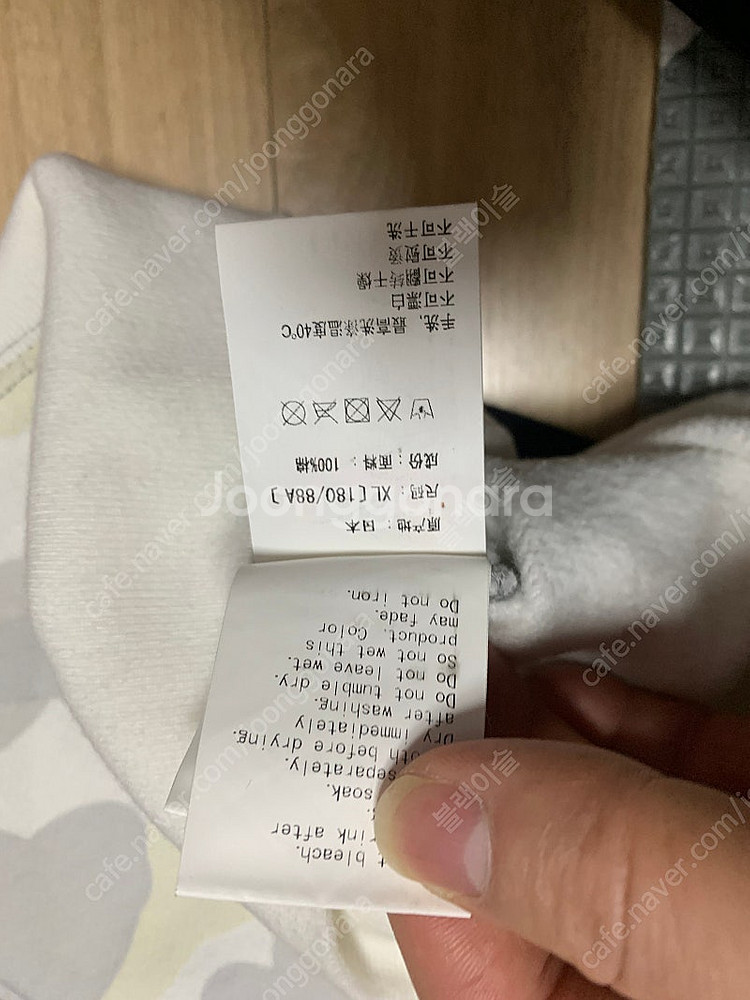 t bleach.
rink after
soak.
separately.
oth before drying.
Dry immediately
after washing.
Do not tumble dry.
Do not leave wet.
So not wet this
product. Color
may fade.
Do not iron.
原产地：日本
尺码：XL [180/88A]
成份：面料：100%棉
手洗，最高洗涤温度40℃
不可漂白
不可翻转干燥
不可熨烫
不可干洗
Joonggonara
cafe.naver.com/joonggonara
블랙이슬